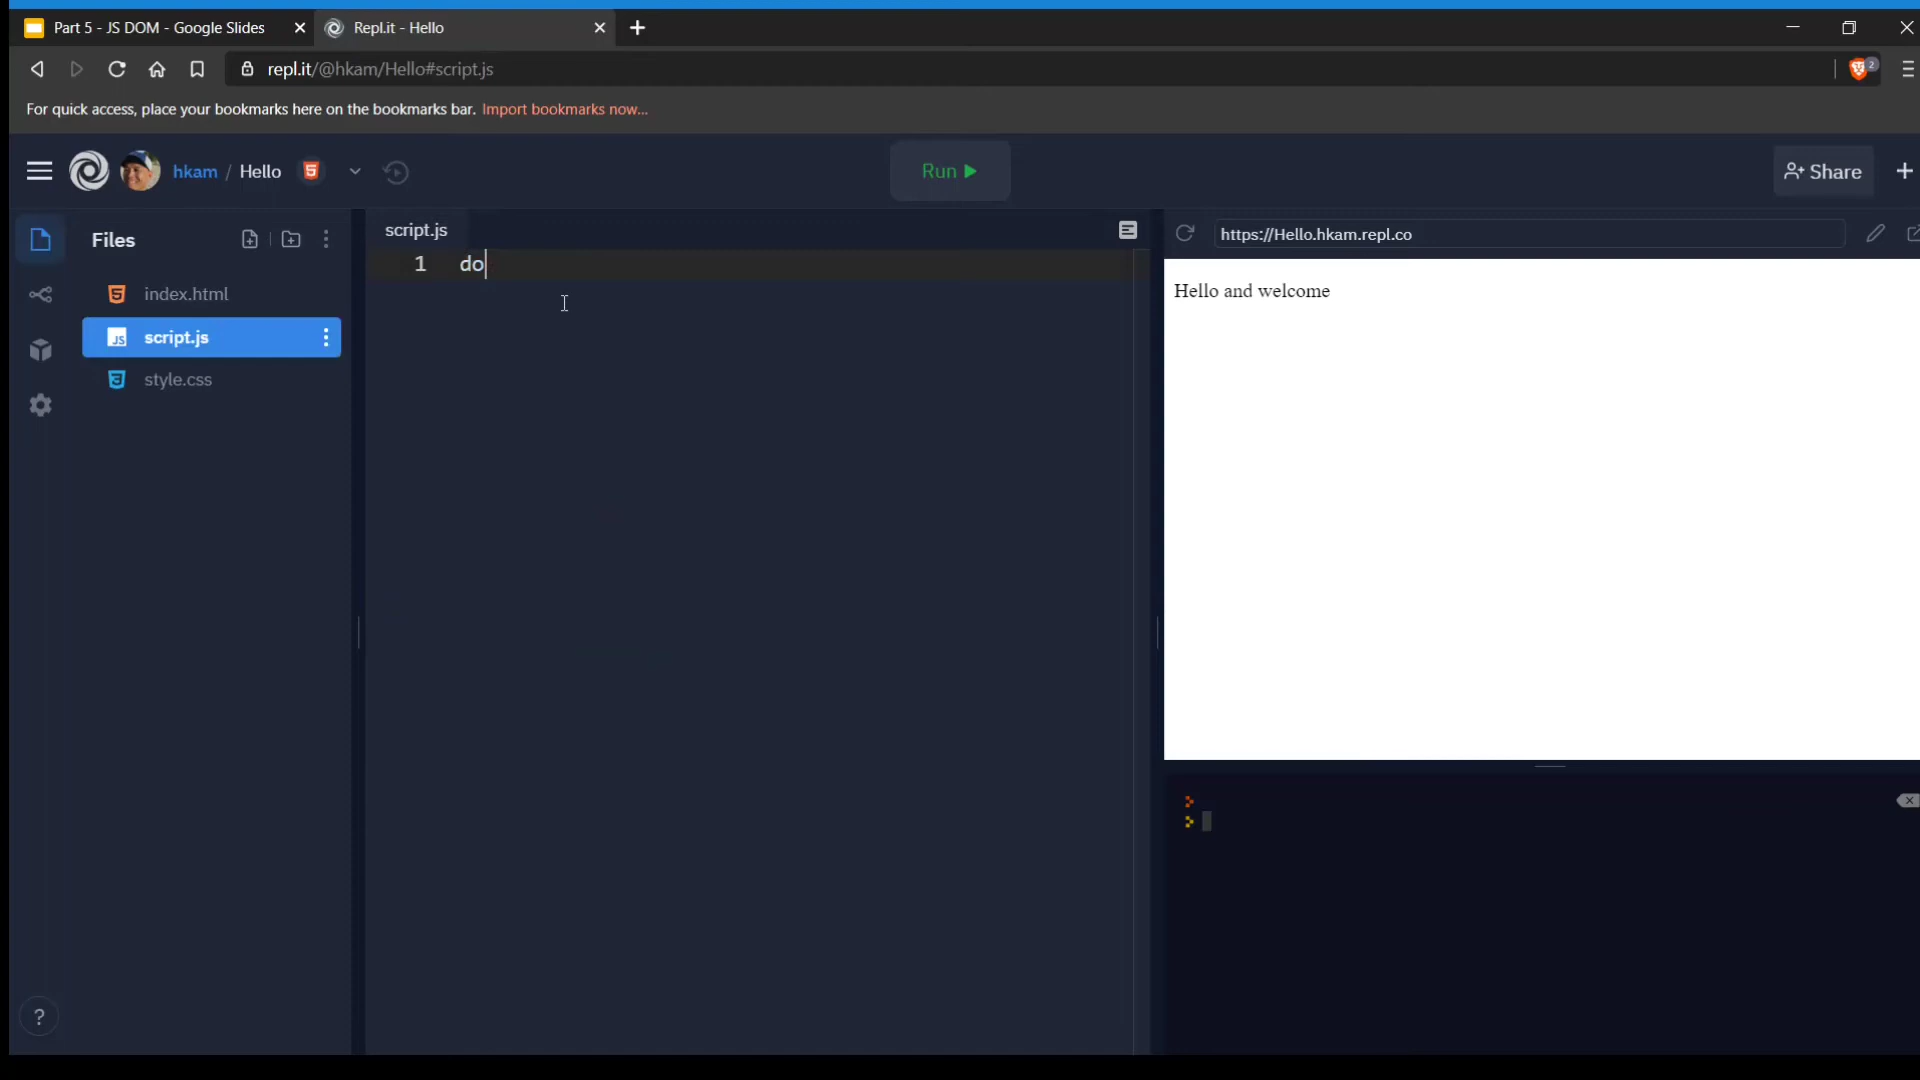 Part 5 - JS DOM - Google Slides
Repl.it - Hello
repl.it/@hkam/Hello#script.js
2
For quick access, place your bookmarks here on the bookmarks bar. Import bookmarks now...
hkam / Hello
Run
Share
Files
script.js
https://Hello.hkam.repl.co
1 do
Hello and welcome
index.html
script.js
style.css
>
>
?